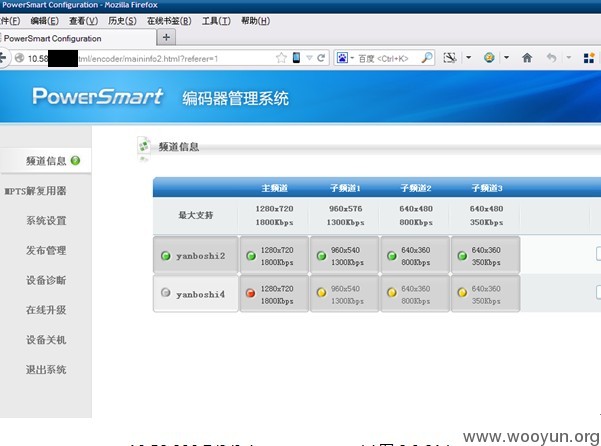 PowerSmart Configuration - Mozilla Firefox
文件(F) 编辑(E) 查看(V) 历史(S) 在线书签(B) 工具(T) 帮助(H)
PowerSmart Configuration
10.58 tml/encoder/maininfo2.html?referer=1
百度 <Ctrl+K>
PowerSmart 编码器管理系统
频道信息
MPTS解复用器
系统设置
发布管理
设备诊断
在线升级
设备关机
退出系统
频道信息
主频道 子频道1 子频道2 子频道3
最大支持 1280x720 960x576 640x480 640x480
1800Kbps 1300Kbps 800Kbps 350Kbps
yanboshi2 1280x720 960x540 640x360 640x360
1800Kbps 1300Kbps 800Kbps 350Kbps
yanboshi4 1280x720 960x540 640x360 640x360
1800Kbps 1300Kbps 800Kbps 350Kbps
www.wooyun.org